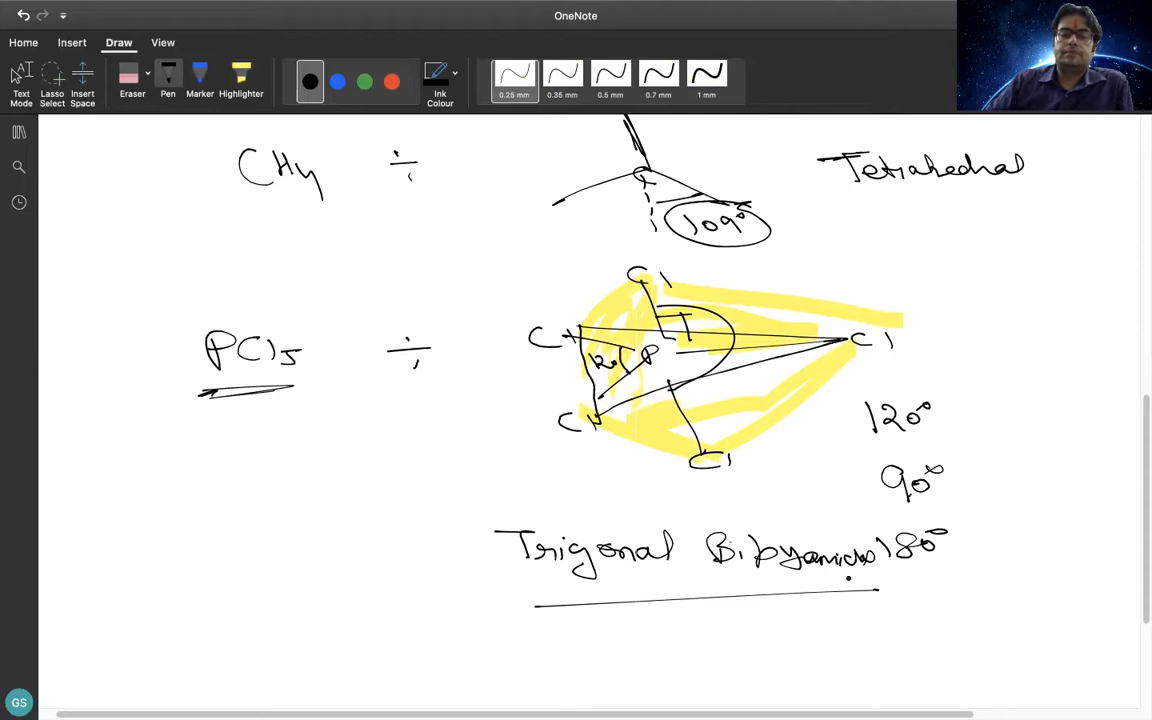 OneNote
Home Insert Draw View
Text Mode
Lasso Select
Insert Space
Eraser
Pen
Marker
Highlighter
0.25 mm
0.35 mm
0.5 mm
0.7 mm
1 mm
Ink Colour
CH4 ÷ Tetrahedral
109°
Cl
PCl5 ÷ Cl 120 P Cl
Cl 120°
Cl
90°
Trigonal 180°
GS